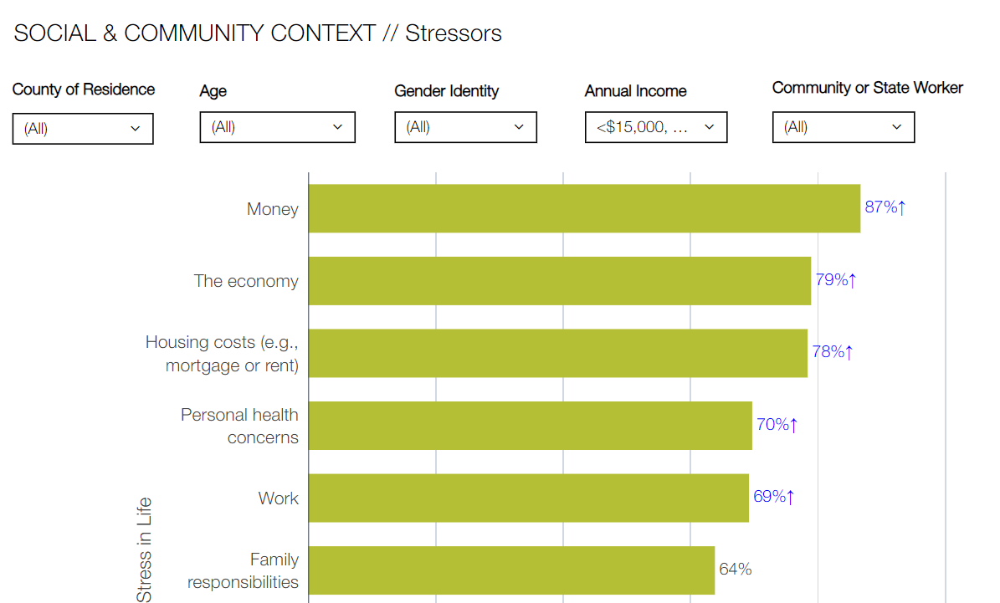 SOCIAL & COMMUNITY CONTEXT // Stressors
County of Residence
Age
Gender Identity
Annual Income
Community or State Worker
(All)
(All)
(All)
<$15,000, ...
(All)
Money
87%↑
The economy
79%↑
Housing costs (e.g.,
mortgage or rent)
78%↑
Personal health
concerns
70%↑
Work
69%↑
Family
responsibilities
64%
Stress in Life